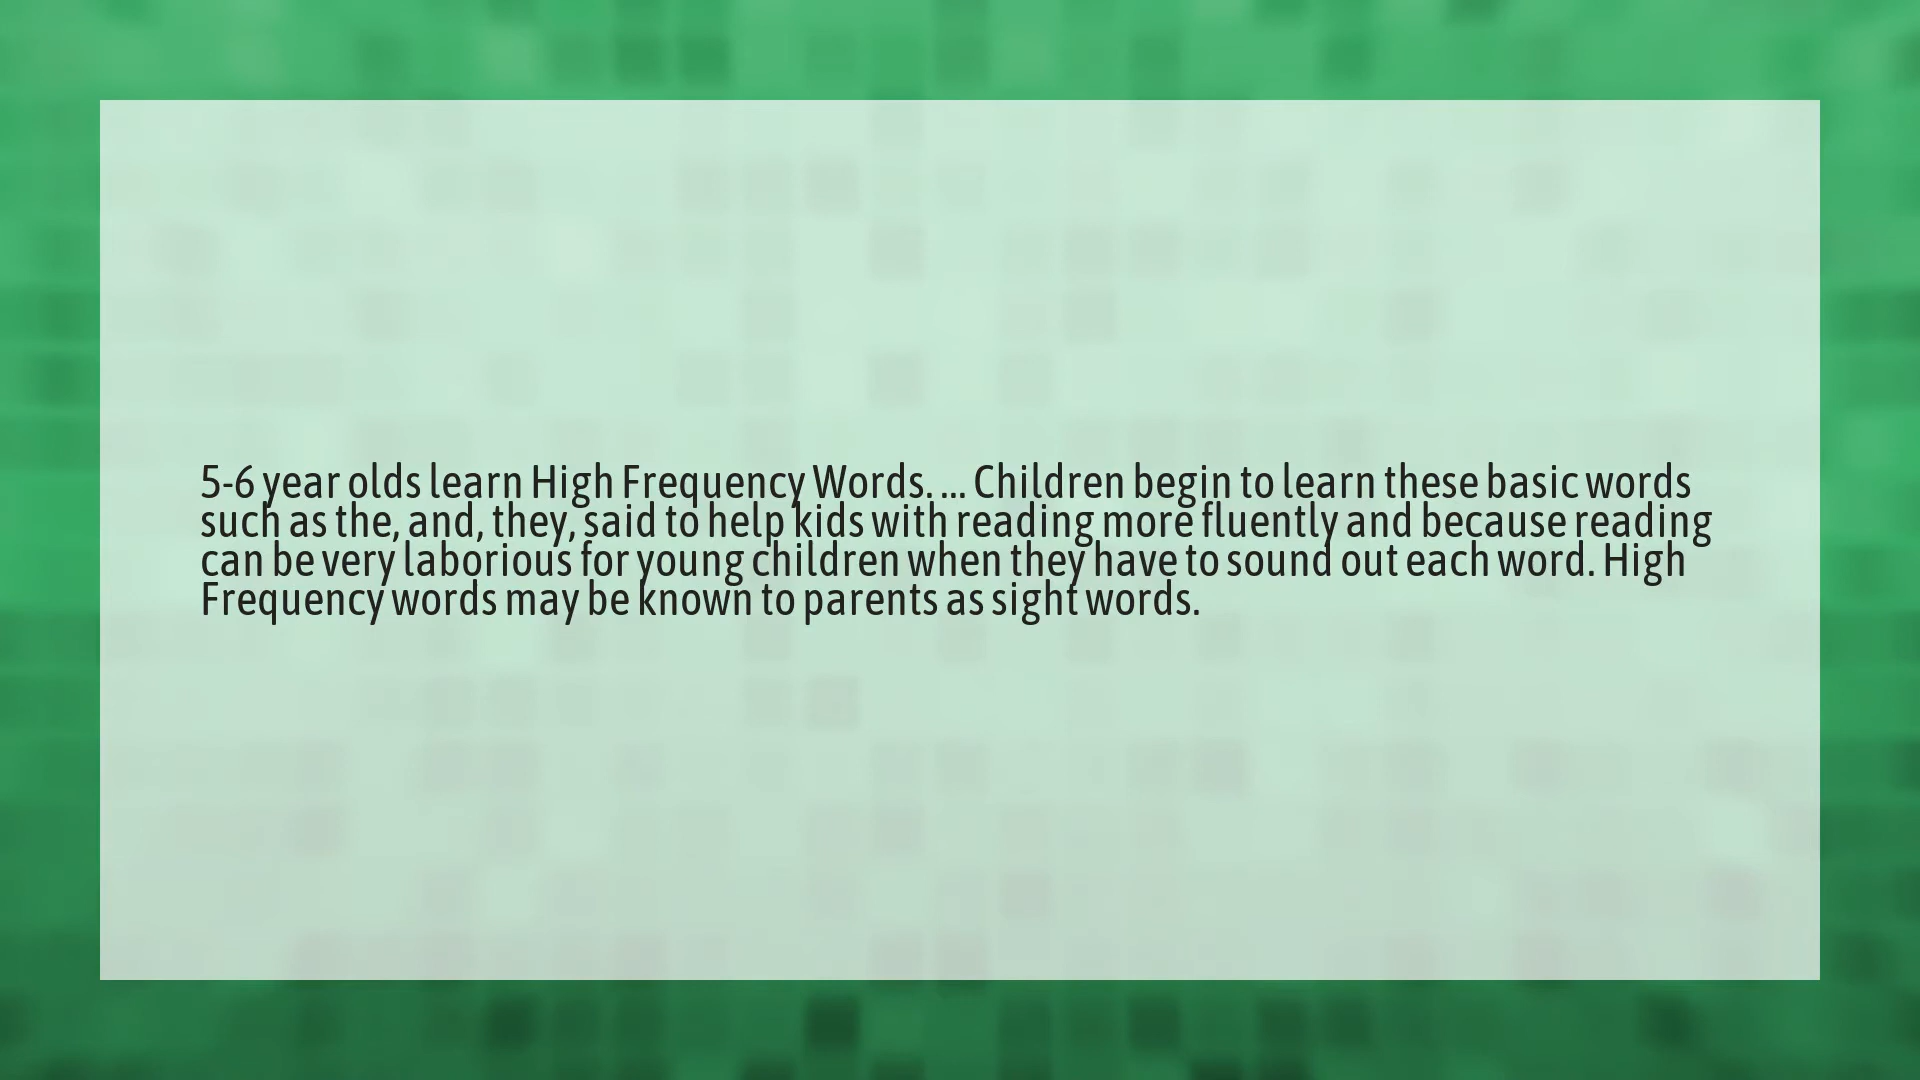 5-6 year olds learn High Frequency Words. ... Children begin to learn these basic words
such as the, and, they, said to help kids with reading more fluently and because reading
can be very laborious for young children when they have to sound out each word. High
Frequency words may be known to parents as sight words.